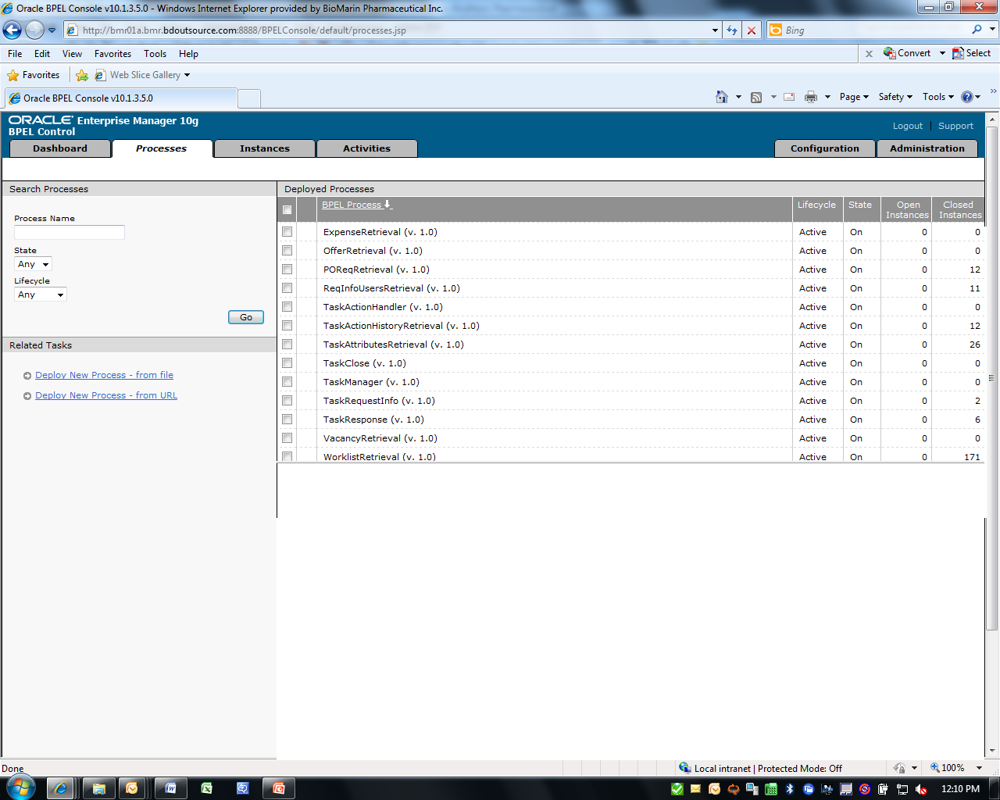 Oracle BPEL Console v10.1.3.5.0 - Windows Internet Explorer provided by BioMarin Pharmaceutical Inc.
http://bmr01a.bmr.bdoutsource.com:8888/BPELConsole/default/processes.jsp
Bing
File Edit View Favorites Tools Help
Convert Select
Favorites Web Slice Gallery
Oracle BPEL Console v10.1.3.5.0
Page Safety Tools
ORACLE Enterprise Manager 10g
BPEL Control
Logout Support
Dashboard Processes Instances Activities Configuration Administration
Search Processes
Process Name
State
Any
Lifecycle
Any
Go
Related Tasks
Deploy New Process - from file
Deploy New Process - from URL
Deployed Processes
BPEL Process Lifecycle State Open Instances Closed Instances
ExpenseRetrieval (v. 1.0) Active On 0 0
OfferRetrieval (v. 1.0) Active On 0 0
POReqRetrieval (v. 1.0) Active On 0 12
ReqInfoUsersRetrieval (v. 1.0) Active On 0 11
TaskActionHandler (v. 1.0) Active On 0 0
TaskActionHistoryRetrieval (v. 1.0) Active On 0 12
TaskAttributesRetrieval (v. 1.0) Active On 0 26
TaskClose (v. 1.0) Active On 0 0
TaskManager (v. 1.0) Active On 0 0
TaskRequestInfo (v. 1.0) Active On 0 2
TaskResponse (v. 1.0) Active On 0 6
VacancyRetrieval (v. 1.0) Active On 0 0
WorklistRetrieval (v. 1.0) Active On 0 171
Done
Local intranet | Protected Mode: Off
100%
12:10 PM